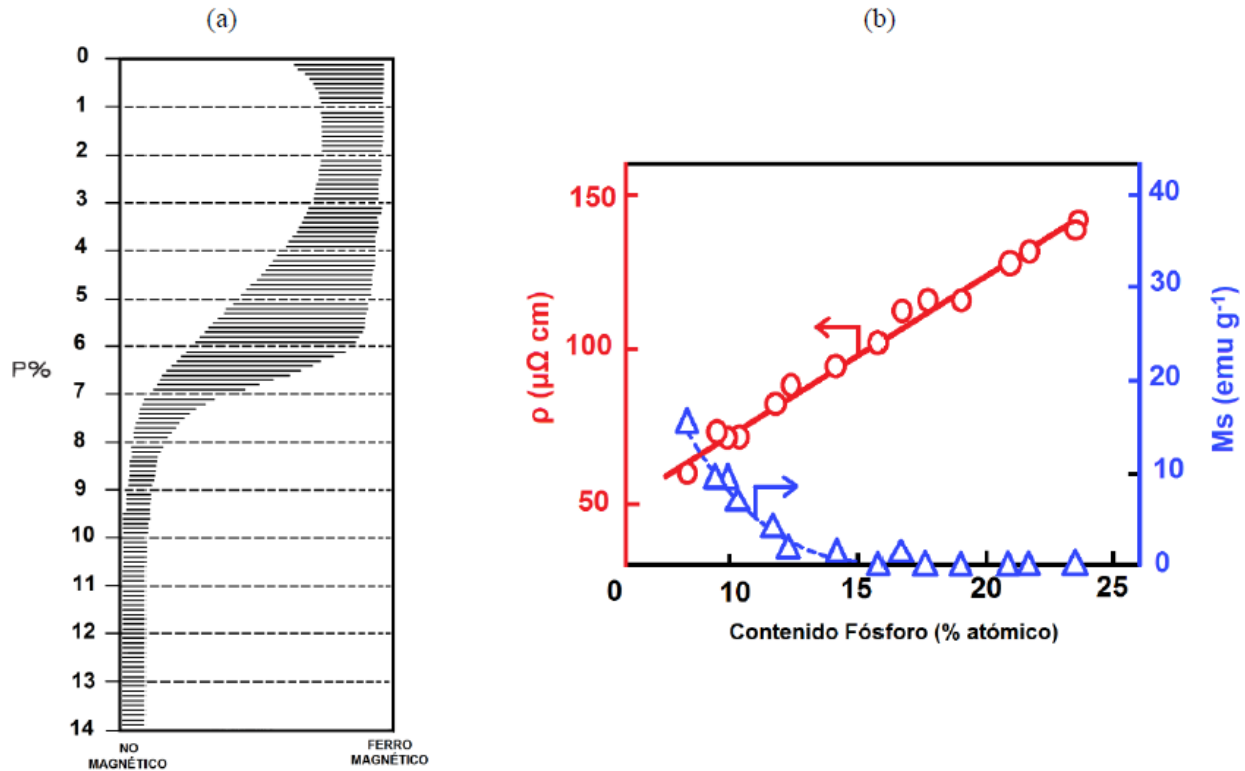 (a)
0
1
2
3
4
5
6
7
8
9
10
11
12
13
14
P%
NO
MAGNÉTICO
FERRO
MAGNÉTICO
(b)
150
100
50
ρ (μΩ cm)
40
30
20
10
0
Ms (emu g-1)
0 10 15 20 25
Contenido Fósforo (% atómico)